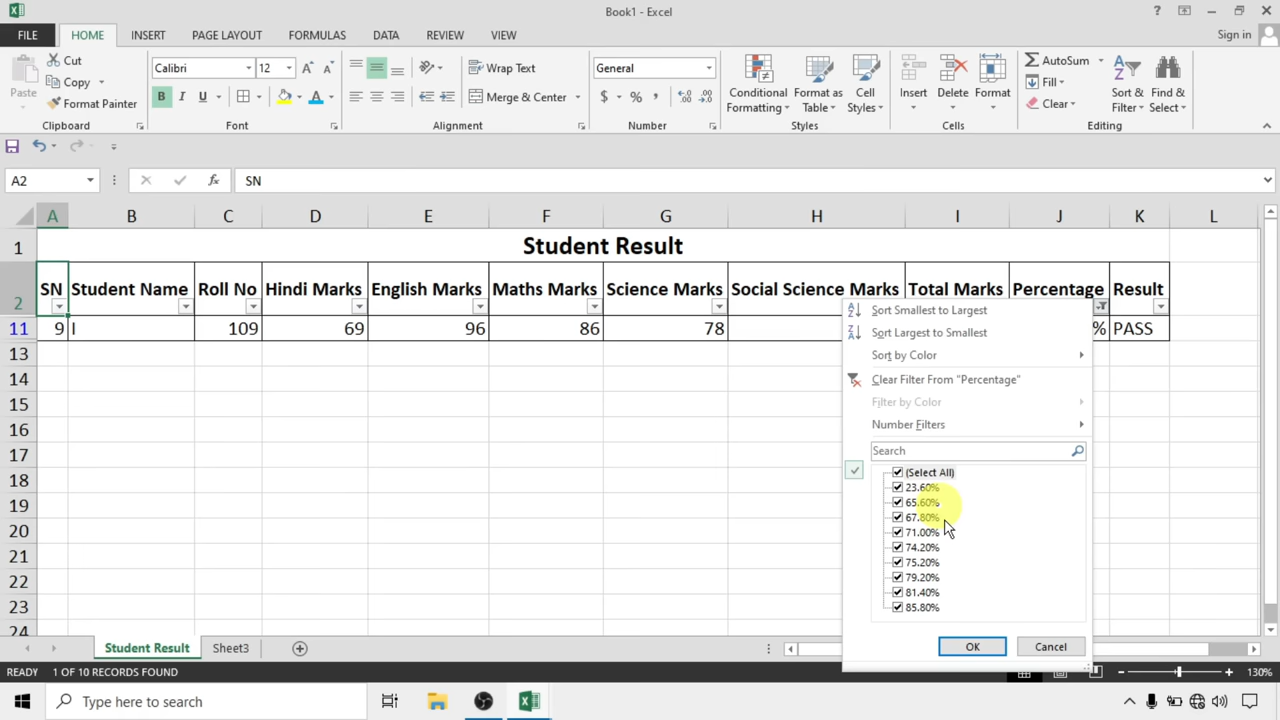 Book1 - Excel
?
FILE HOME INSERT PAGE LAYOUT FORMULAS DATA REVIEW VIEW Sign in
Paste Cut Copy Format Painter
Clipboard
Calibri 12
B I U A
Font
Wrap Text
Merge & Center
Alignment
General
$ % ,
Number
Conditional Formatting Format as Table Cell Styles
Styles
Insert Delete Format
Cells
AutoSum Fill Clear
Sort & Filter Find & Select
Editing
A2 fx SN
A B C D E F G H I J K L
1 Student Result
2 SN Student Name Roll No Hindi Marks English Marks Maths Marks Science Marks Social Science Marks Total Marks Percentage Result
11 9 I 109 69 96 86 78 % PASS
13
14
15
16
17
18
19
20
21
22
23
24
Sort Smallest to Largest
Sort Largest to Smallest
Sort by Color
Clear Filter From "Percentage"
Filter by Color
Number Filters
Search
(Select All)
23.60%
65.60%
67.80%
71.00%
74.20%
75.20%
79.20%
81.40%
85.80%
OK Cancel
Student Result Sheet3
READY 1 OF 10 RECORDS FOUND 130%
Type here to search